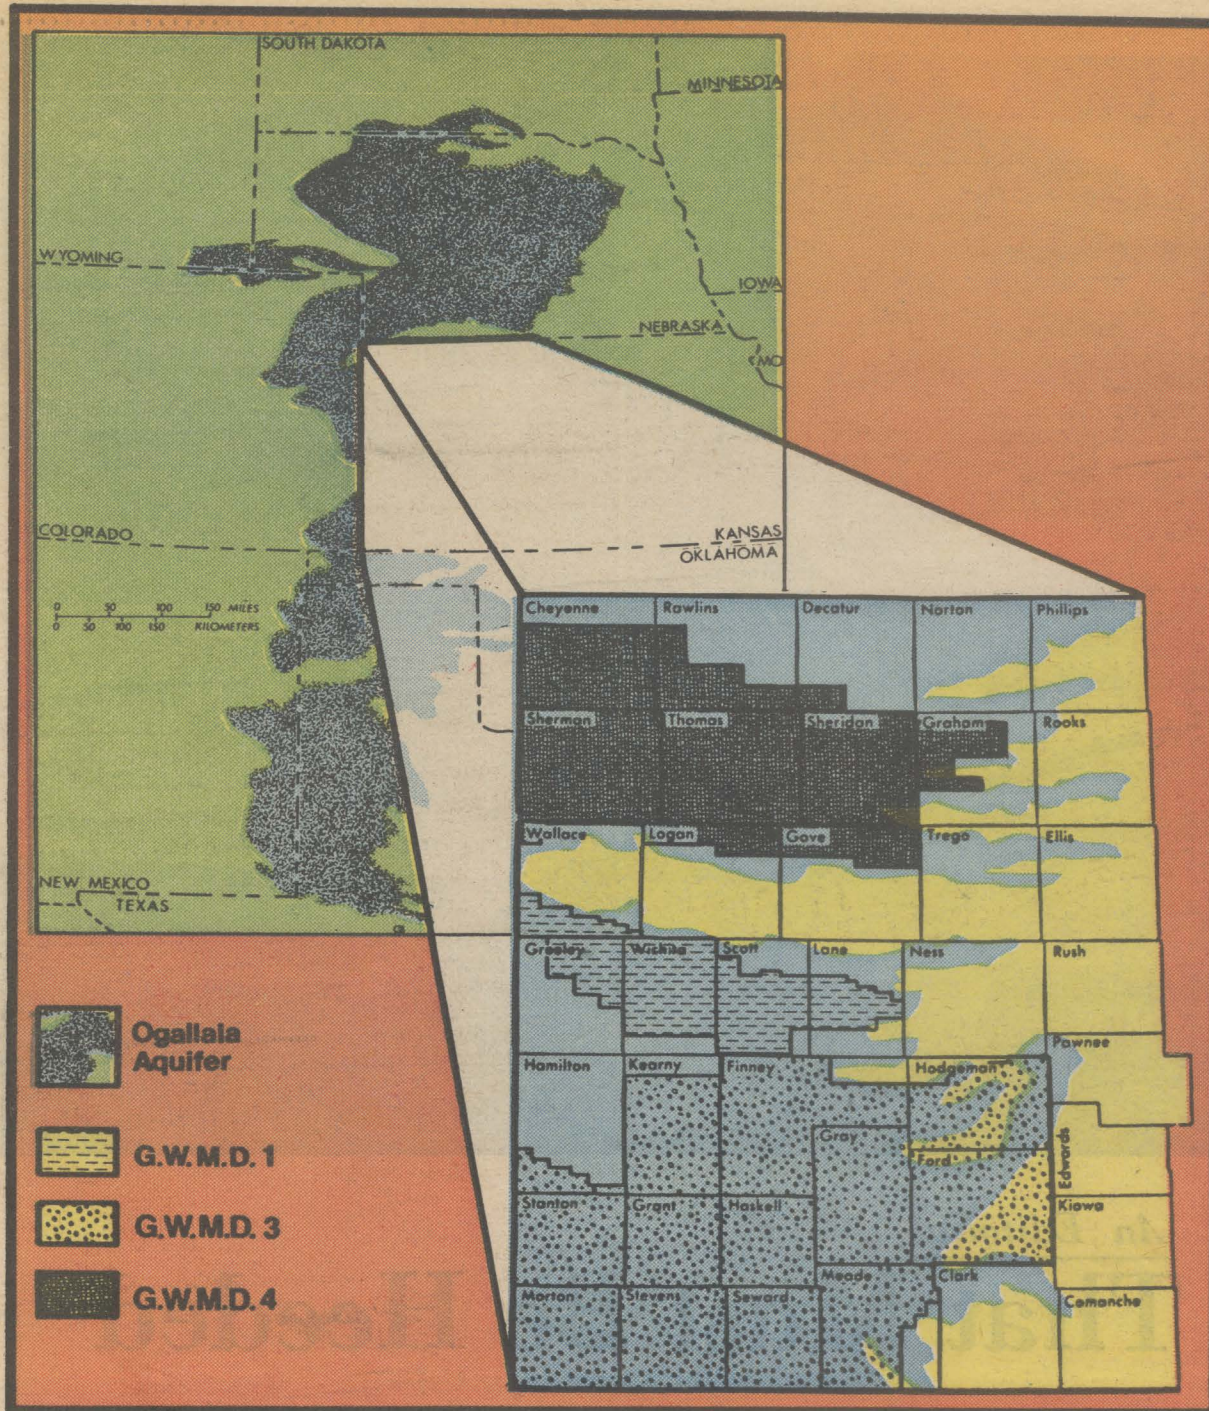 SOUTH DAKOTA
MINNESOTA
WYOMING
IOWA
NEBRASKA
MO
COLORADO
KANSAS
OKLAHOMA
0 50 100 150 MILES
0 50 100 150 KILOMETERS
NEW MEXICO
TEXAS
Cheyenne Rawlins Decatur Norton Phillips
Sherman Thomas Sheridan Graham Rooks
Wallace Logan Gove Trego Ellis
Greeley Wichita Scott Lane Ness Rush
Pawnee
Hamilton Kearny Finney Hodgeman
Gray
Ford
Edwards
Stanton Grant Haskell Kiowa
Meade Clark
Morton Stevens Seward Comanche
Ogallala
Aquifer
G.W.M.D. 1
G.W.M.D. 3
G.W.M.D. 4